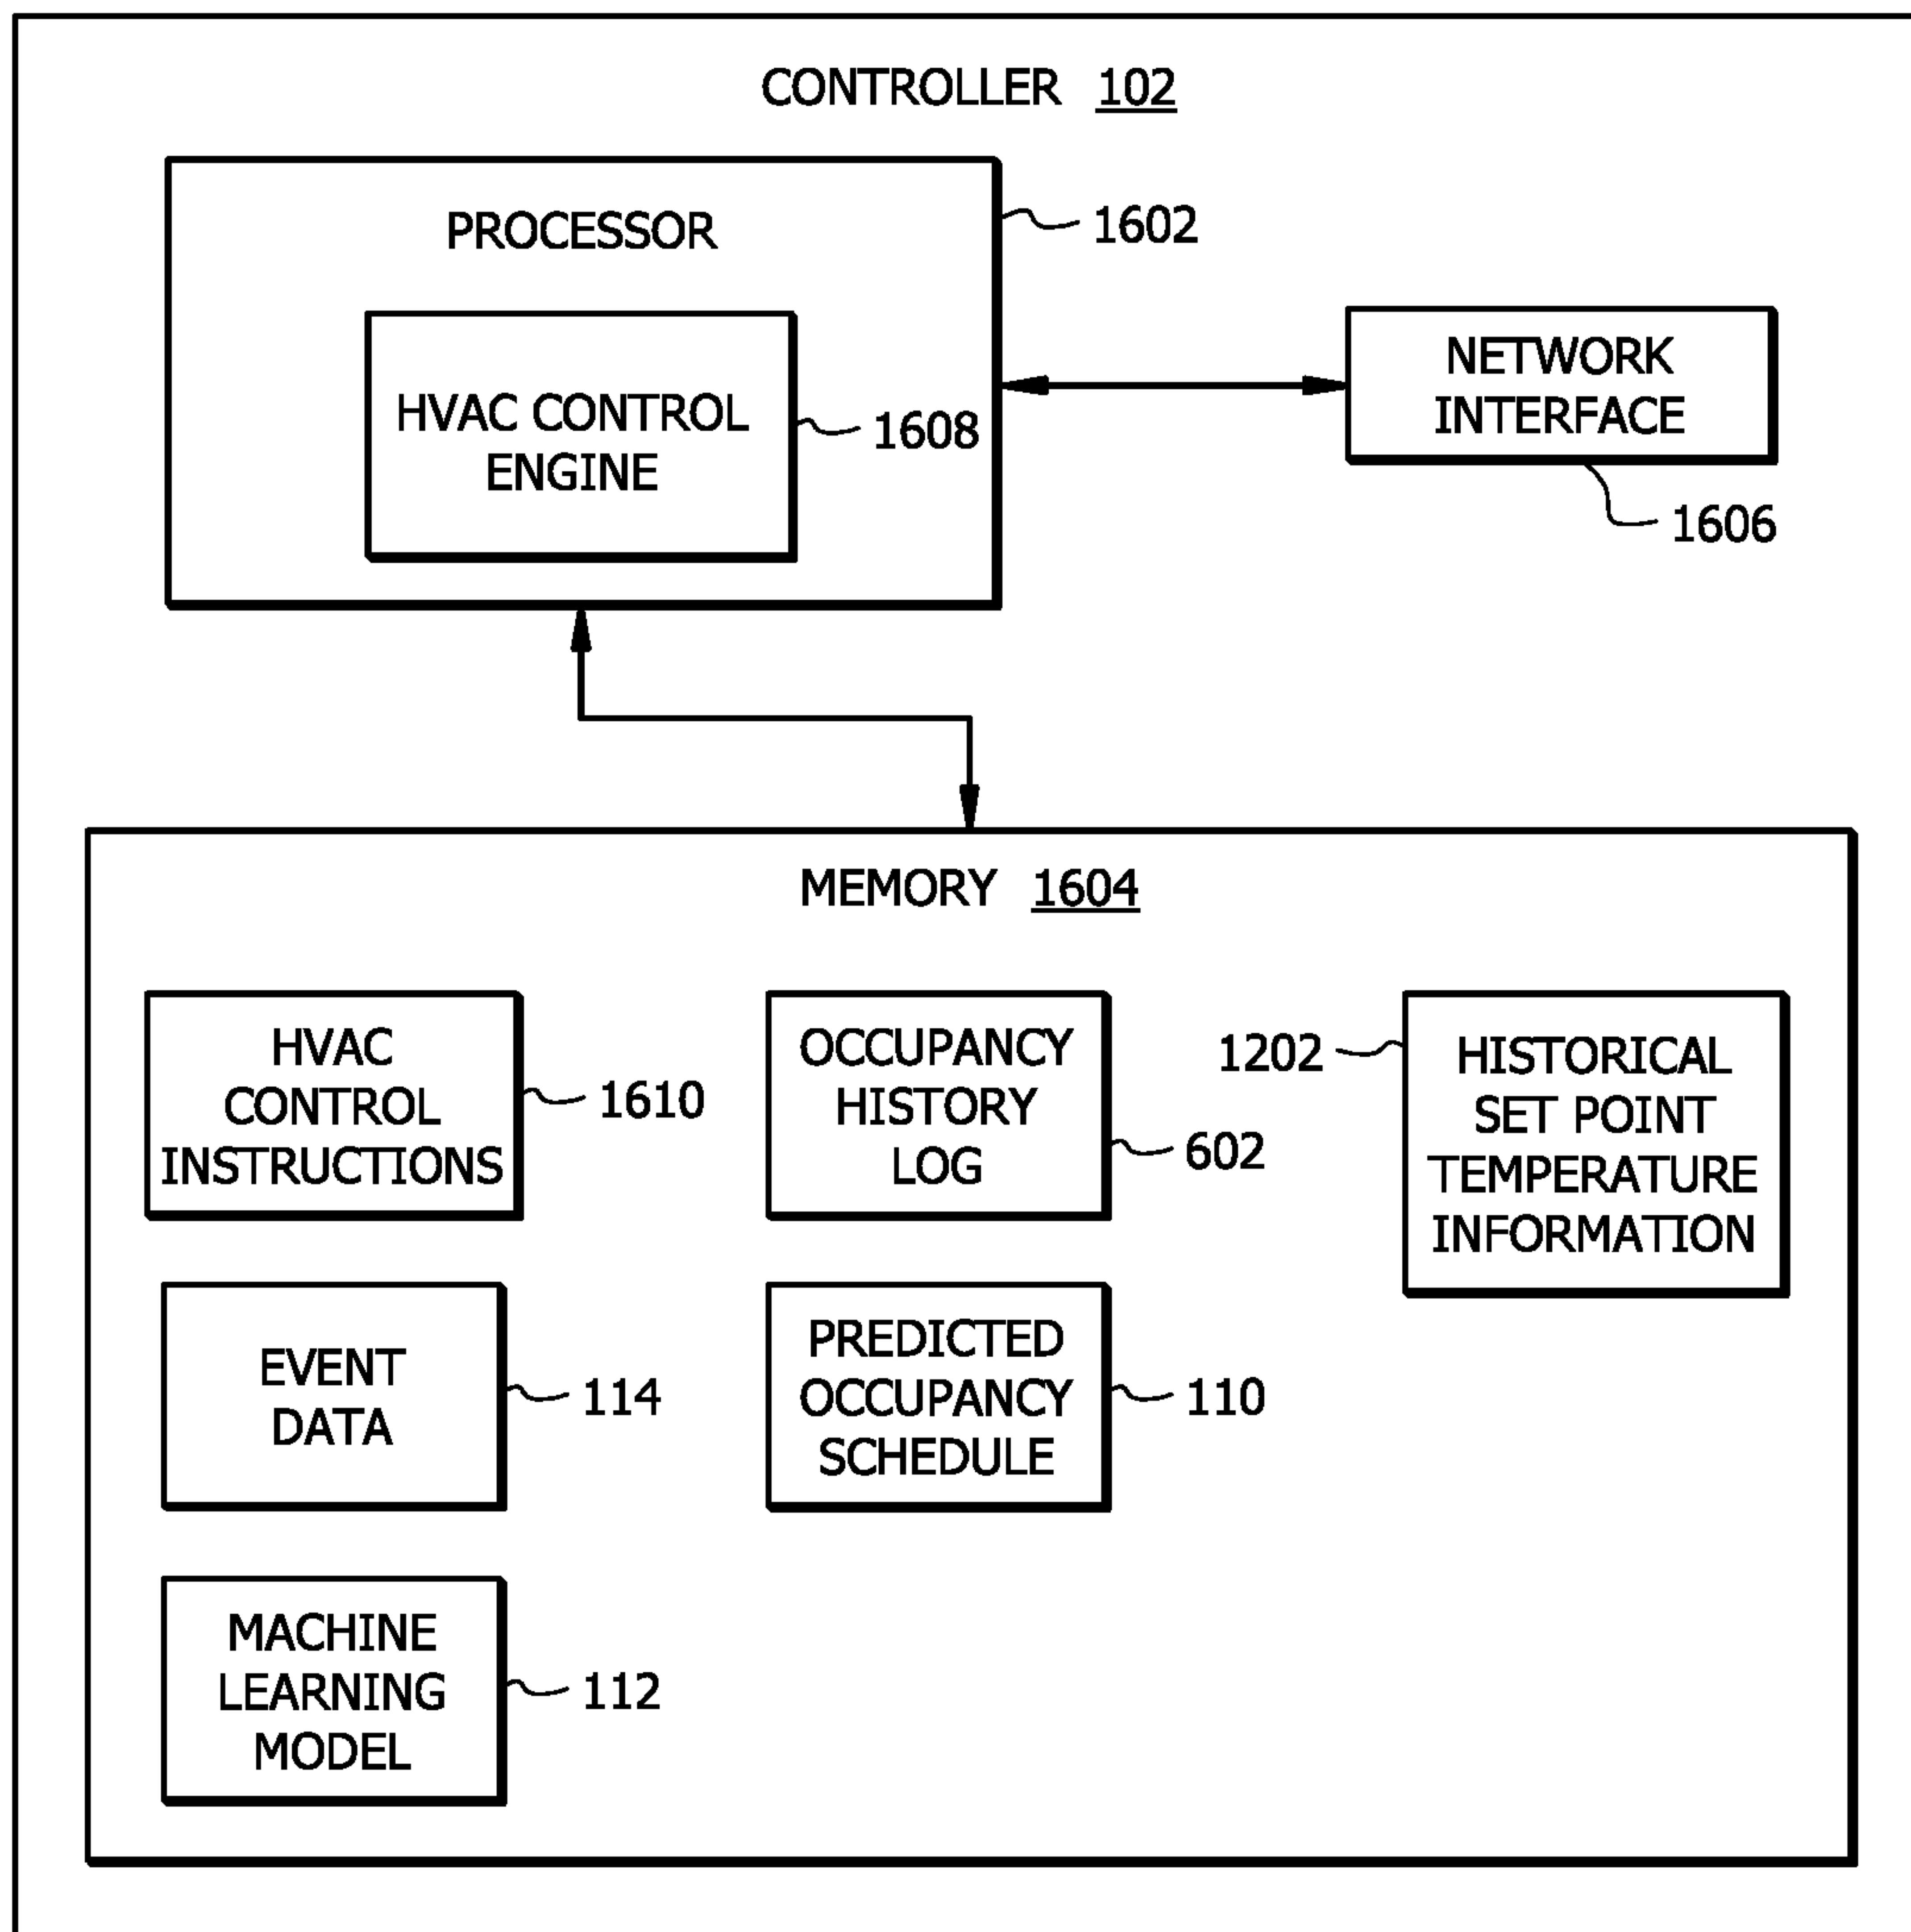 CONTROLLER 102
PROCESSOR
1602
HVAC CONTROL
ENGINE
1608
NETWORK
INTERFACE
1606
MEMORY 1604
HVAC
CONTROL
INSTRUCTIONS
1610
OCCUPANCY
HISTORY
LOG
602
1202
HISTORICAL
SET POINT
TEMPERATURE
INFORMATION
EVENT
DATA
114
PREDICTED
OCCUPANCY
SCHEDULE
110
MACHINE
LEARNING
MODEL
112